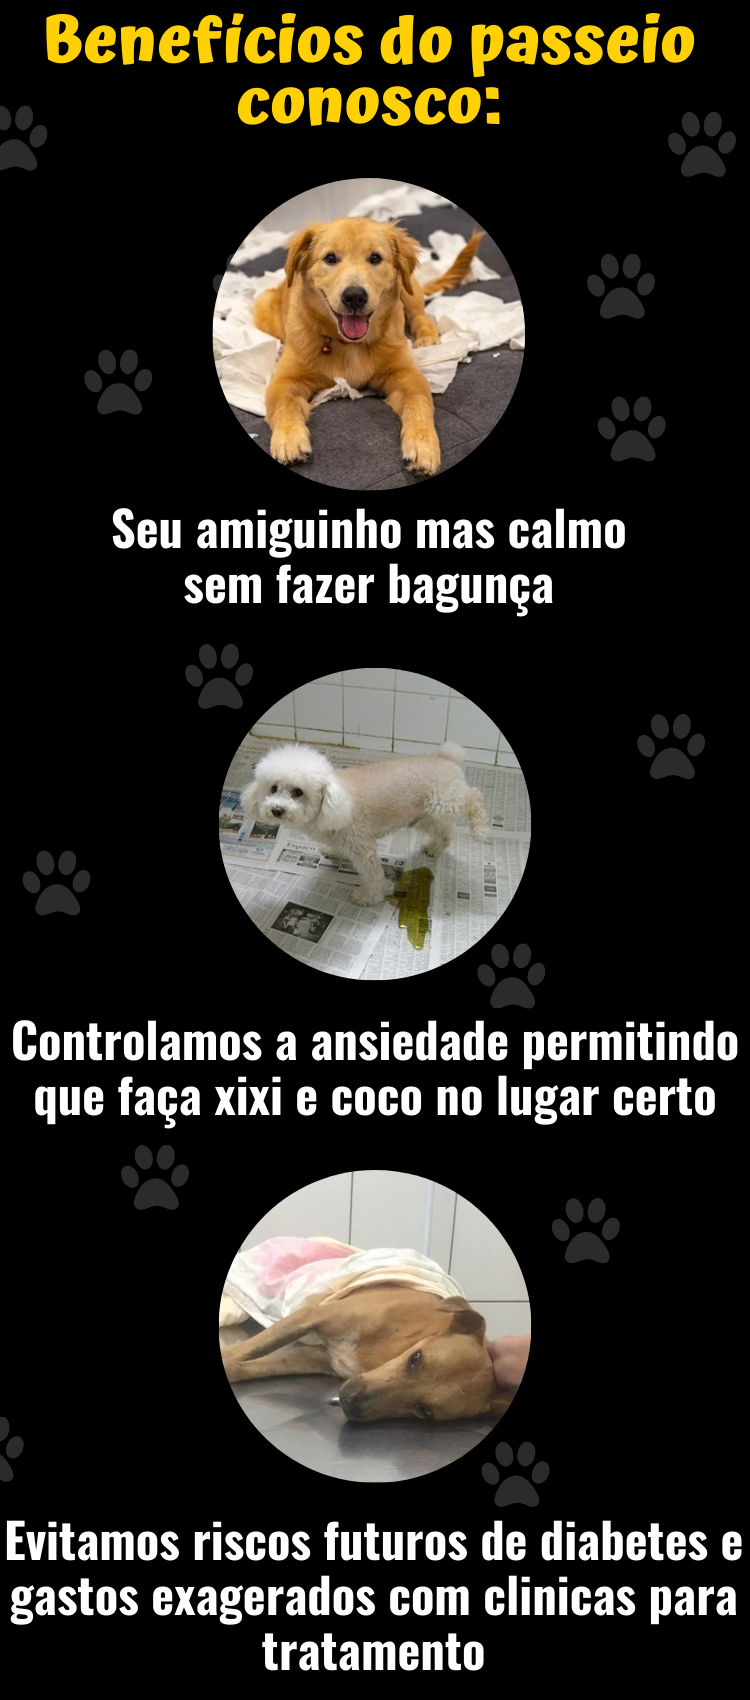 Benefícios do passeio
conosco:
Seu amiguinho mas calmo
sem fazer bagunça
Controlamos a ansiedade permitindo
que faça xixi e coco no lugar certo
Evitamos riscos futuros de diabetes e
gastos exagerados com clinicas para
tratamento